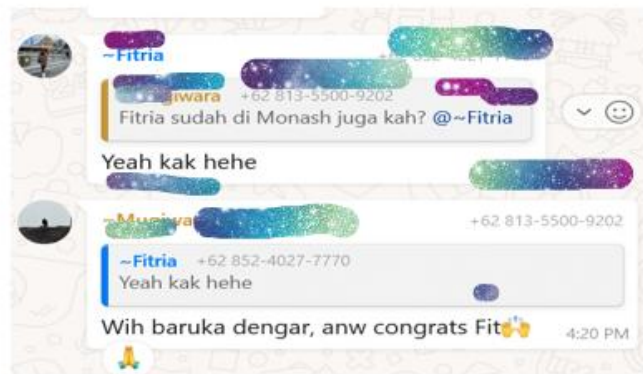 ~Fitria
+62 813-5500-9202
Fitria sudah di Monash juga kah? @~Fitria
Yeah kak hehe
+62 813-5500-9202
~Fitria +62 852-4027-7770
Yeah kak hehe
Wih baruka dengar, anw congrats Fit🙌 4:20 PM
🙏